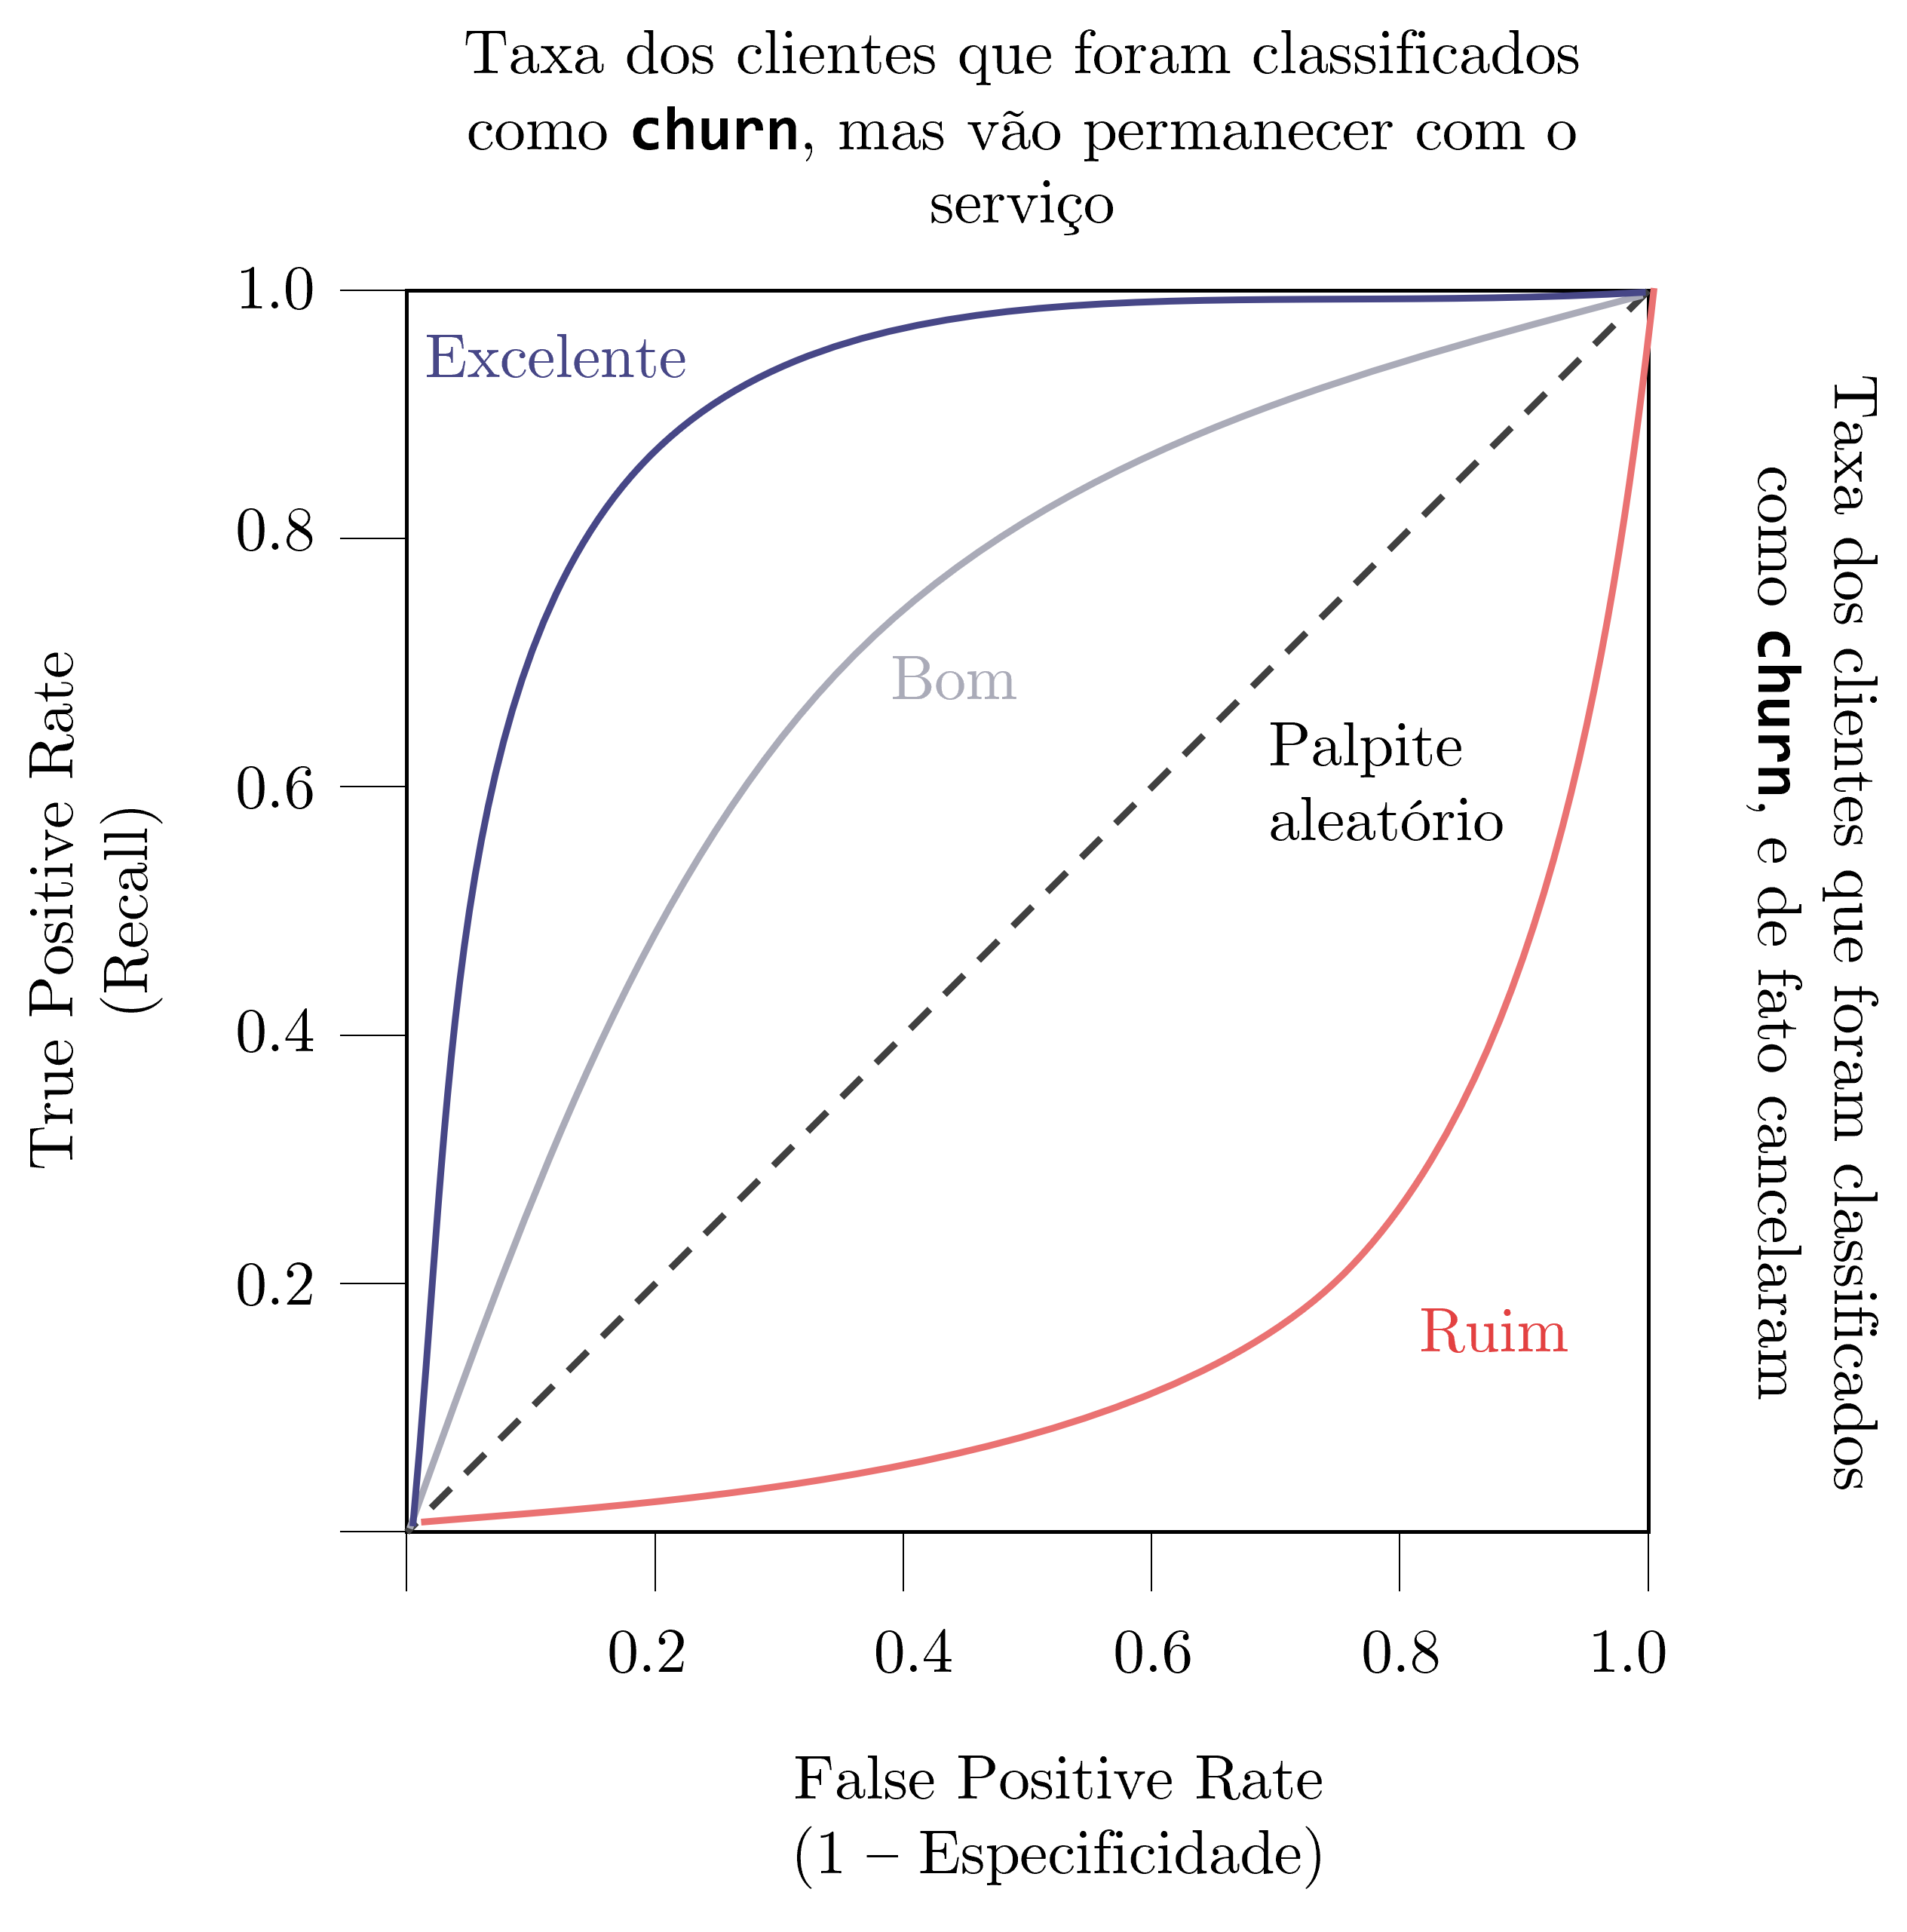 Taxa dos clientes que foram classificados
como churn, mas vão permanecer com o
serviço
1.0
0.8
0.6
0.4
0.2
True Positive Rate
(Recall)
Excelente
Bom
Palpite
aleatório
Ruim
Taxa dos clientes que foram classificados
como churn, e de fato cancelaram
0.2
0.4
0.6
0.8
1.0
False Positive Rate
(1 – Especificidade)